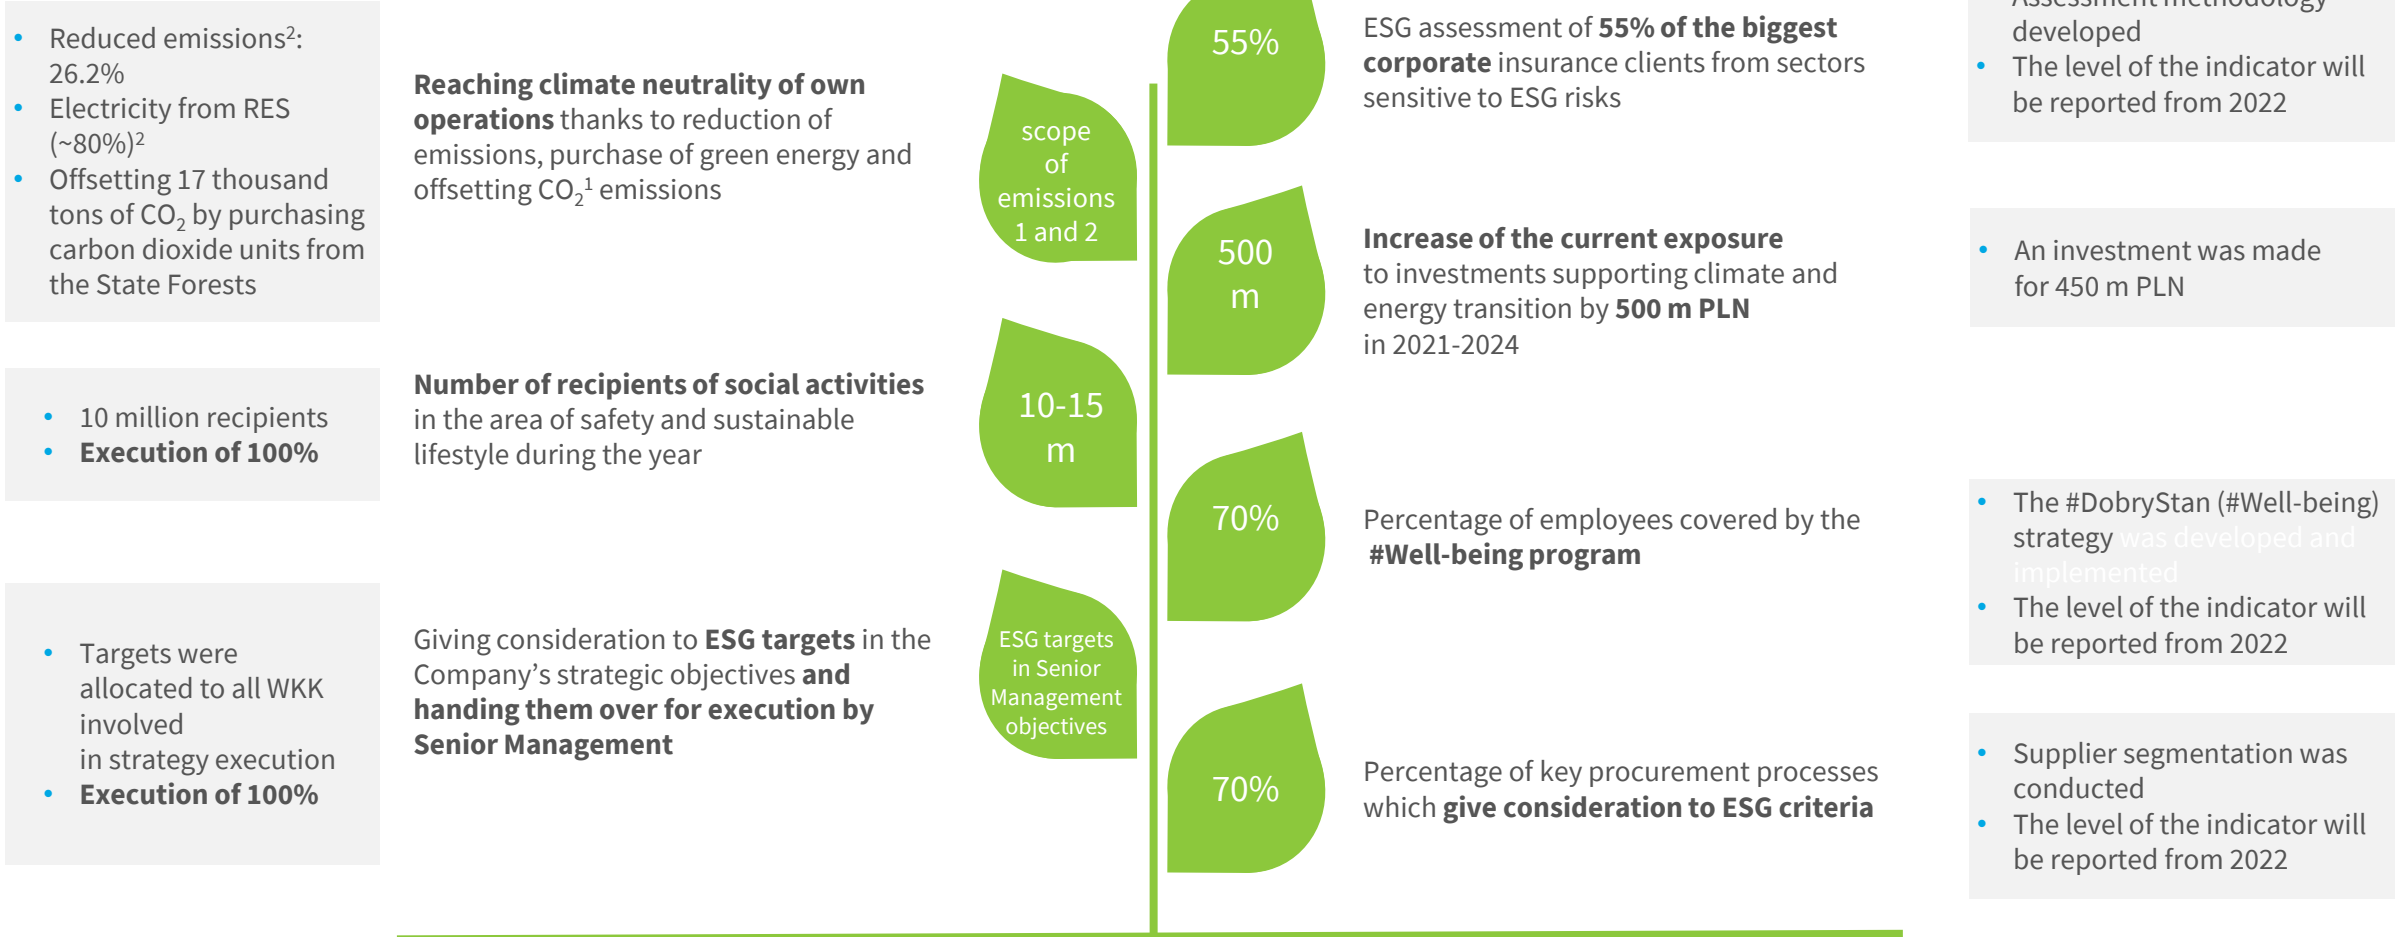 • Reduced emissions²:
26.2%
• Electricity from RES
(~80%)²
• Offsetting 17 thousand
tons of CO₂ by purchasing
carbon dioxide units from
the State Forests
Reaching climate neutrality of own
operations thanks to reduction of
emissions, purchase of green energy and
offsetting CO₂¹ emissions
scope
of
emissions
1 and 2
55%
ESG assessment of 55% of the biggest
corporate insurance clients from sectors
sensitive to ESG risks
Assessment methodology
developed
• The level of the indicator will
be reported from 2022
500
m
Increase of the current exposure
to investments supporting climate and
energy transition by 500 m PLN
in 2021-2024
• An investment was made
for 450 m PLN
• 10 million recipients
• Execution of 100%
Number of recipients of social activities
in the area of safety and sustainable
lifestyle during the year
10-15
m
70%
Percentage of employees covered by the
#Well-being program
• The #DobryStan (#Well-being)
strategy was developed and
implemented
• The level of the indicator will
be reported from 2022
• Targets were
allocated to all WKK
involved
in strategy execution
• Execution of 100%
Giving consideration to ESG targets in the
Company's strategic objectives and
handing them over for execution by
Senior Management
ESG targets
in Senior
Management
objectives
70%
Percentage of key procurement processes
which give consideration to ESG criteria
• Supplier segmentation was
conducted
• The level of the indicator will
be reported from 2022